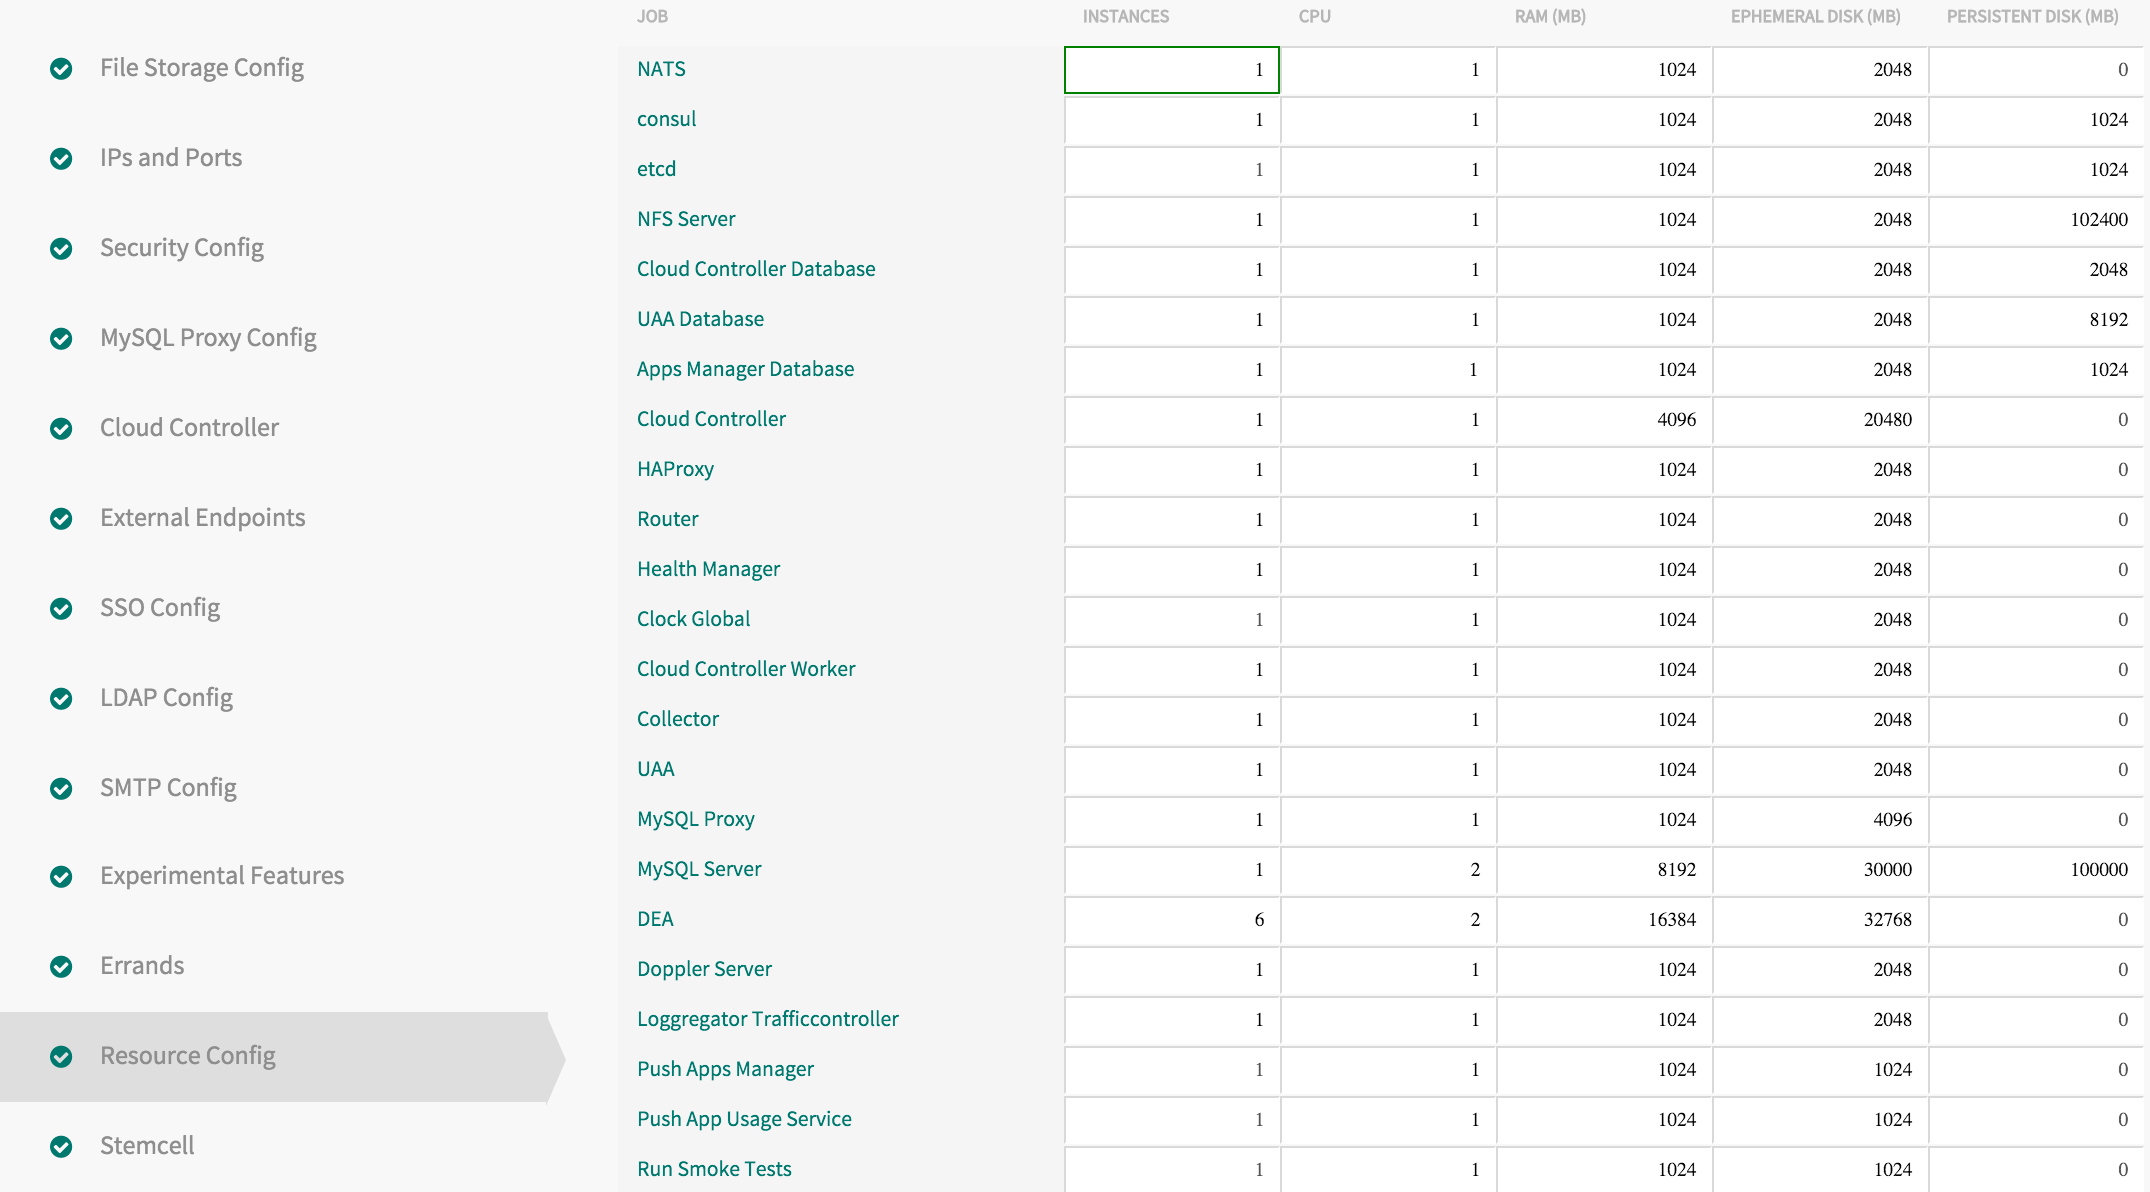 JOB INSTANCES CPU RAM (MB) EPHEMERAL DISK (MB) PERSISTENT DISK (MB)
File Storage Config
IPs and Ports
Security Config
MySQL Proxy Config
Cloud Controller
External Endpoints
SSO Config
LDAP Config
SMTP Config
Experimental Features
Errands
Resource Config
Stemcell
NATS 1 1 1024 2048 0
consul 1 1 1024 2048 1024
etcd 1 1 1024 2048 1024
NFS Server 1 1 1024 2048 102400
Cloud Controller Database 1 1 1024 2048 2048
UAA Database 1 1 1024 2048 8192
Apps Manager Database 1 1 1024 2048 1024
Cloud Controller 1 1 4096 20480 0
HAProxy 1 1 1024 2048 0
Router 1 1 1024 2048 0
Health Manager 1 1 1024 2048 0
Clock Global 1 1 1024 2048 0
Cloud Controller Worker 1 1 1024 2048 0
Collector 1 1 1024 2048 0
UAA 1 1 1024 2048 0
MySQL Proxy 1 1 1024 4096 0
MySQL Server 1 2 8192 30000 100000
DEA 6 2 16384 32768 0
Doppler Server 1 1 1024 2048 0
Loggregator Trafficcontroller 1 1 1024 2048 0
Push Apps Manager 1 1 1024 1024 0
Push App Usage Service 1 1 1024 1024 0
Run Smoke Tests 1 1 1024 1024 0